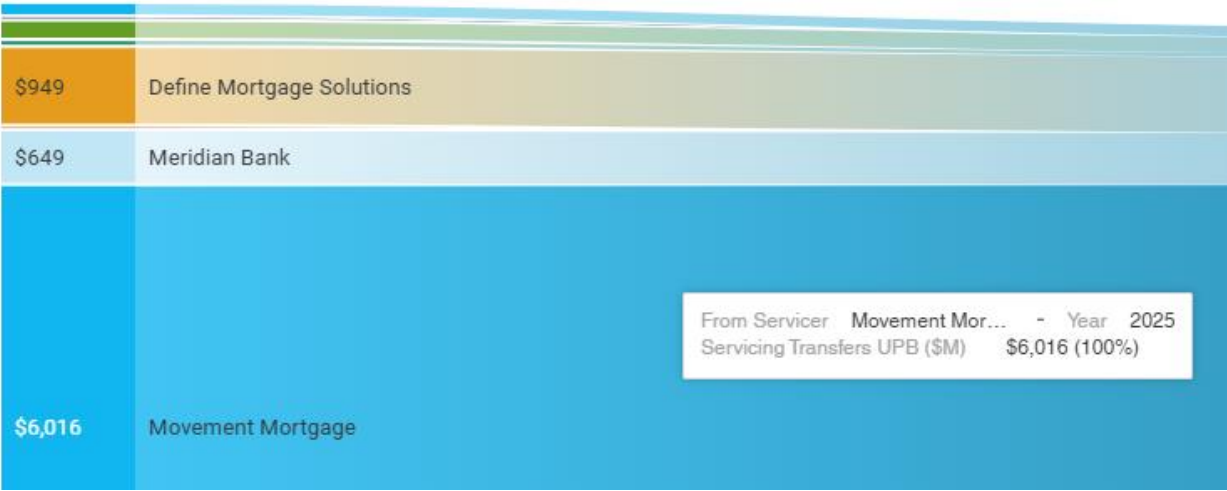 $949 Define Mortgage Solutions
$649 Meridian Bank
From Servicer Movement Mor... - Year 2025
Servicing Transfers UPB ($M) $6,016 (100%)
$6,016 Movement Mortgage